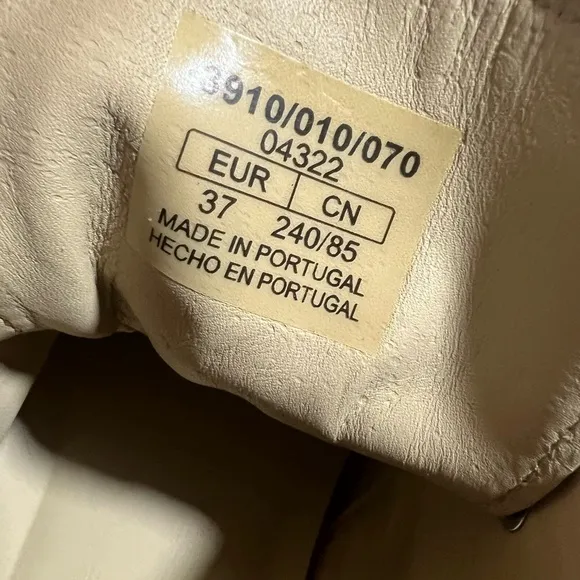 3910/010/070
04322
EUR CN
37 240/85
MADE IN PORTUGAL
HECHO EN PORTUGAL